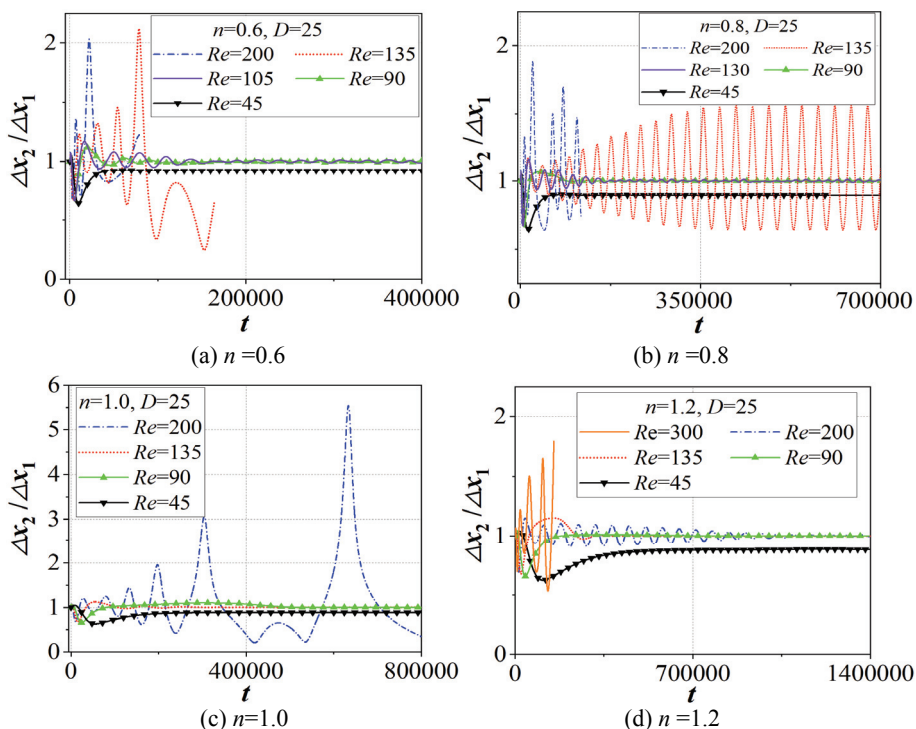 n=0.6, D=25
Re=200 Re=135
Re=105 Re=90
Re=45
2
1
0
Δx2/Δx1
0 200000 400000
t
(a) n =0.6
n=0.8, D=25
Re=200 Re=135
Re=130 Re=90
Re=45
2
1
Δx2/Δx1
0 350000 700000
t
(b) n =0.8
n=1.0, D=25
Re=200
Re=135
Re=90
Re=45
6
5
4
3
2
1
0
Δx2/Δx1
0 400000 800000
t
(c) n=1.0
n=1.2, D=25
Re=300 Re=200
Re=135 Re=90
Re=45
2
1
0
Δx2/Δx1
0 700000 1400000
t
(d) n =1.2